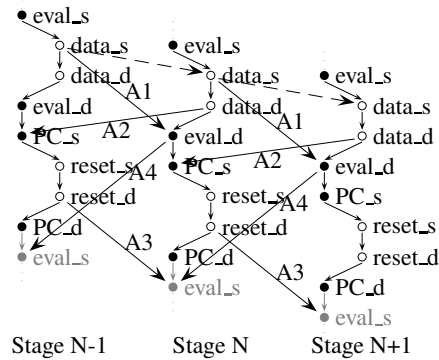 eval_s
data_s
eval_s
data_d
A1
data_s
eval_s
eval_d
data_d
A1
data_s
PC_s
A2
eval_d
data_d
reset_s
A4
PC_s
A2
eval_d
reset_d
reset_s
A4
PC_s
PC_d
A3
reset_d
reset_s
eval_s
PC_d
A3
reset_d
eval_s
PC_d
eval_s
Stage N-1
Stage N
Stage N+1